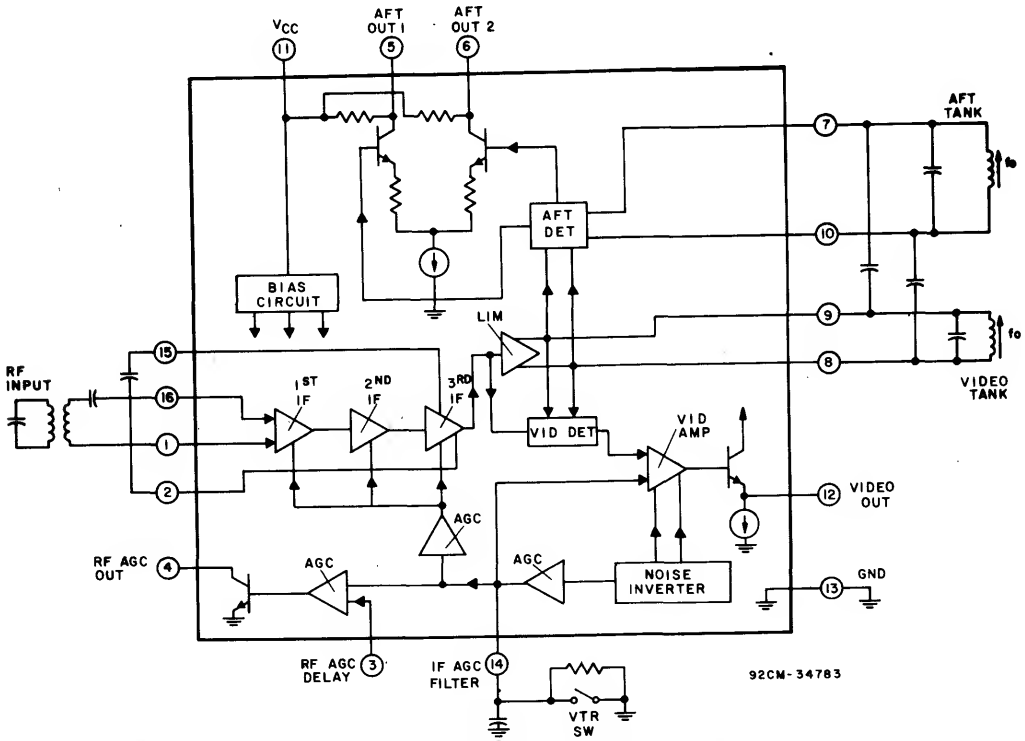 AFT
OUT 1
AFT
OUT 2
VCC
11
5
6
AFT
TANK
7
fo
AFT
DET
10
BIAS
CIRCUIT
LIM
9
fo
15
8
RF
INPUT
16
1ST
IF
2ND
IF
3RD
IF
VIDEO
TANK
VID DET
VID
AMP
1
2
12
VIDEO
OUT
AGC
RF AGC
OUT
4
AGC
AGC
NOISE
INVERTER
13
GND
RF AGC
DELAY
3
IF AGC
FILTER
14
VTR
SW
92CM-34783